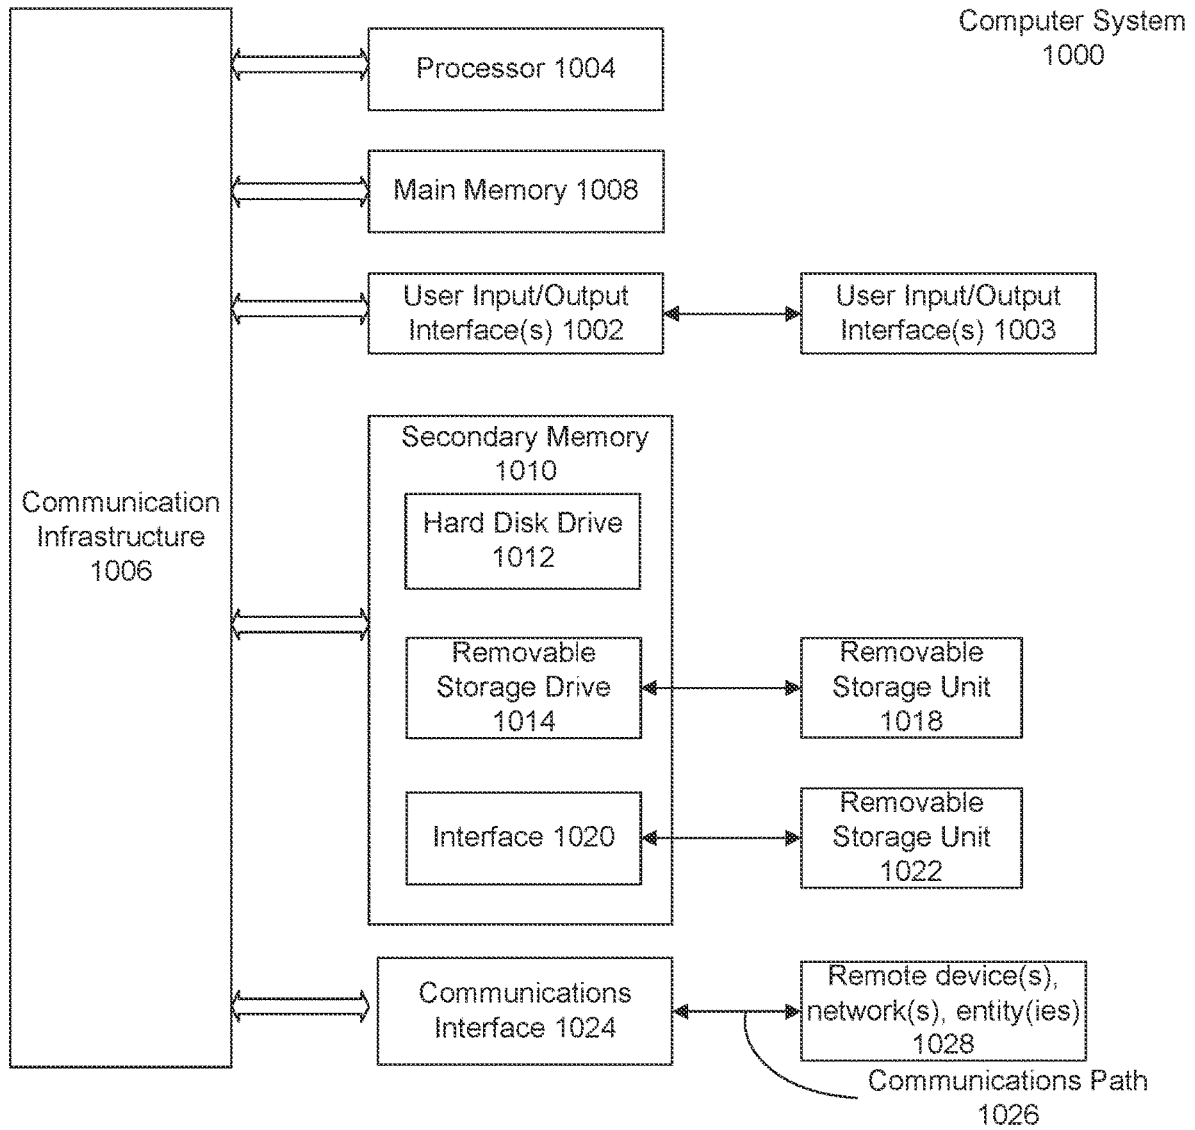 Computer System
1000
Processor 1004
Main Memory 1008
User Input/Output
Interface(s) 1002
User Input/Output
Interface(s) 1003
Communication
Infrastructure
1006
Secondary Memory
1010
Hard Disk Drive
1012
Removable
Storage Drive
1014
Removable
Storage Unit
1018
Interface 1020
Removable
Storage Unit
1022
Communications
Interface 1024
Remote device(s),
network(s), entity(ies)
1028
Communications Path
1026